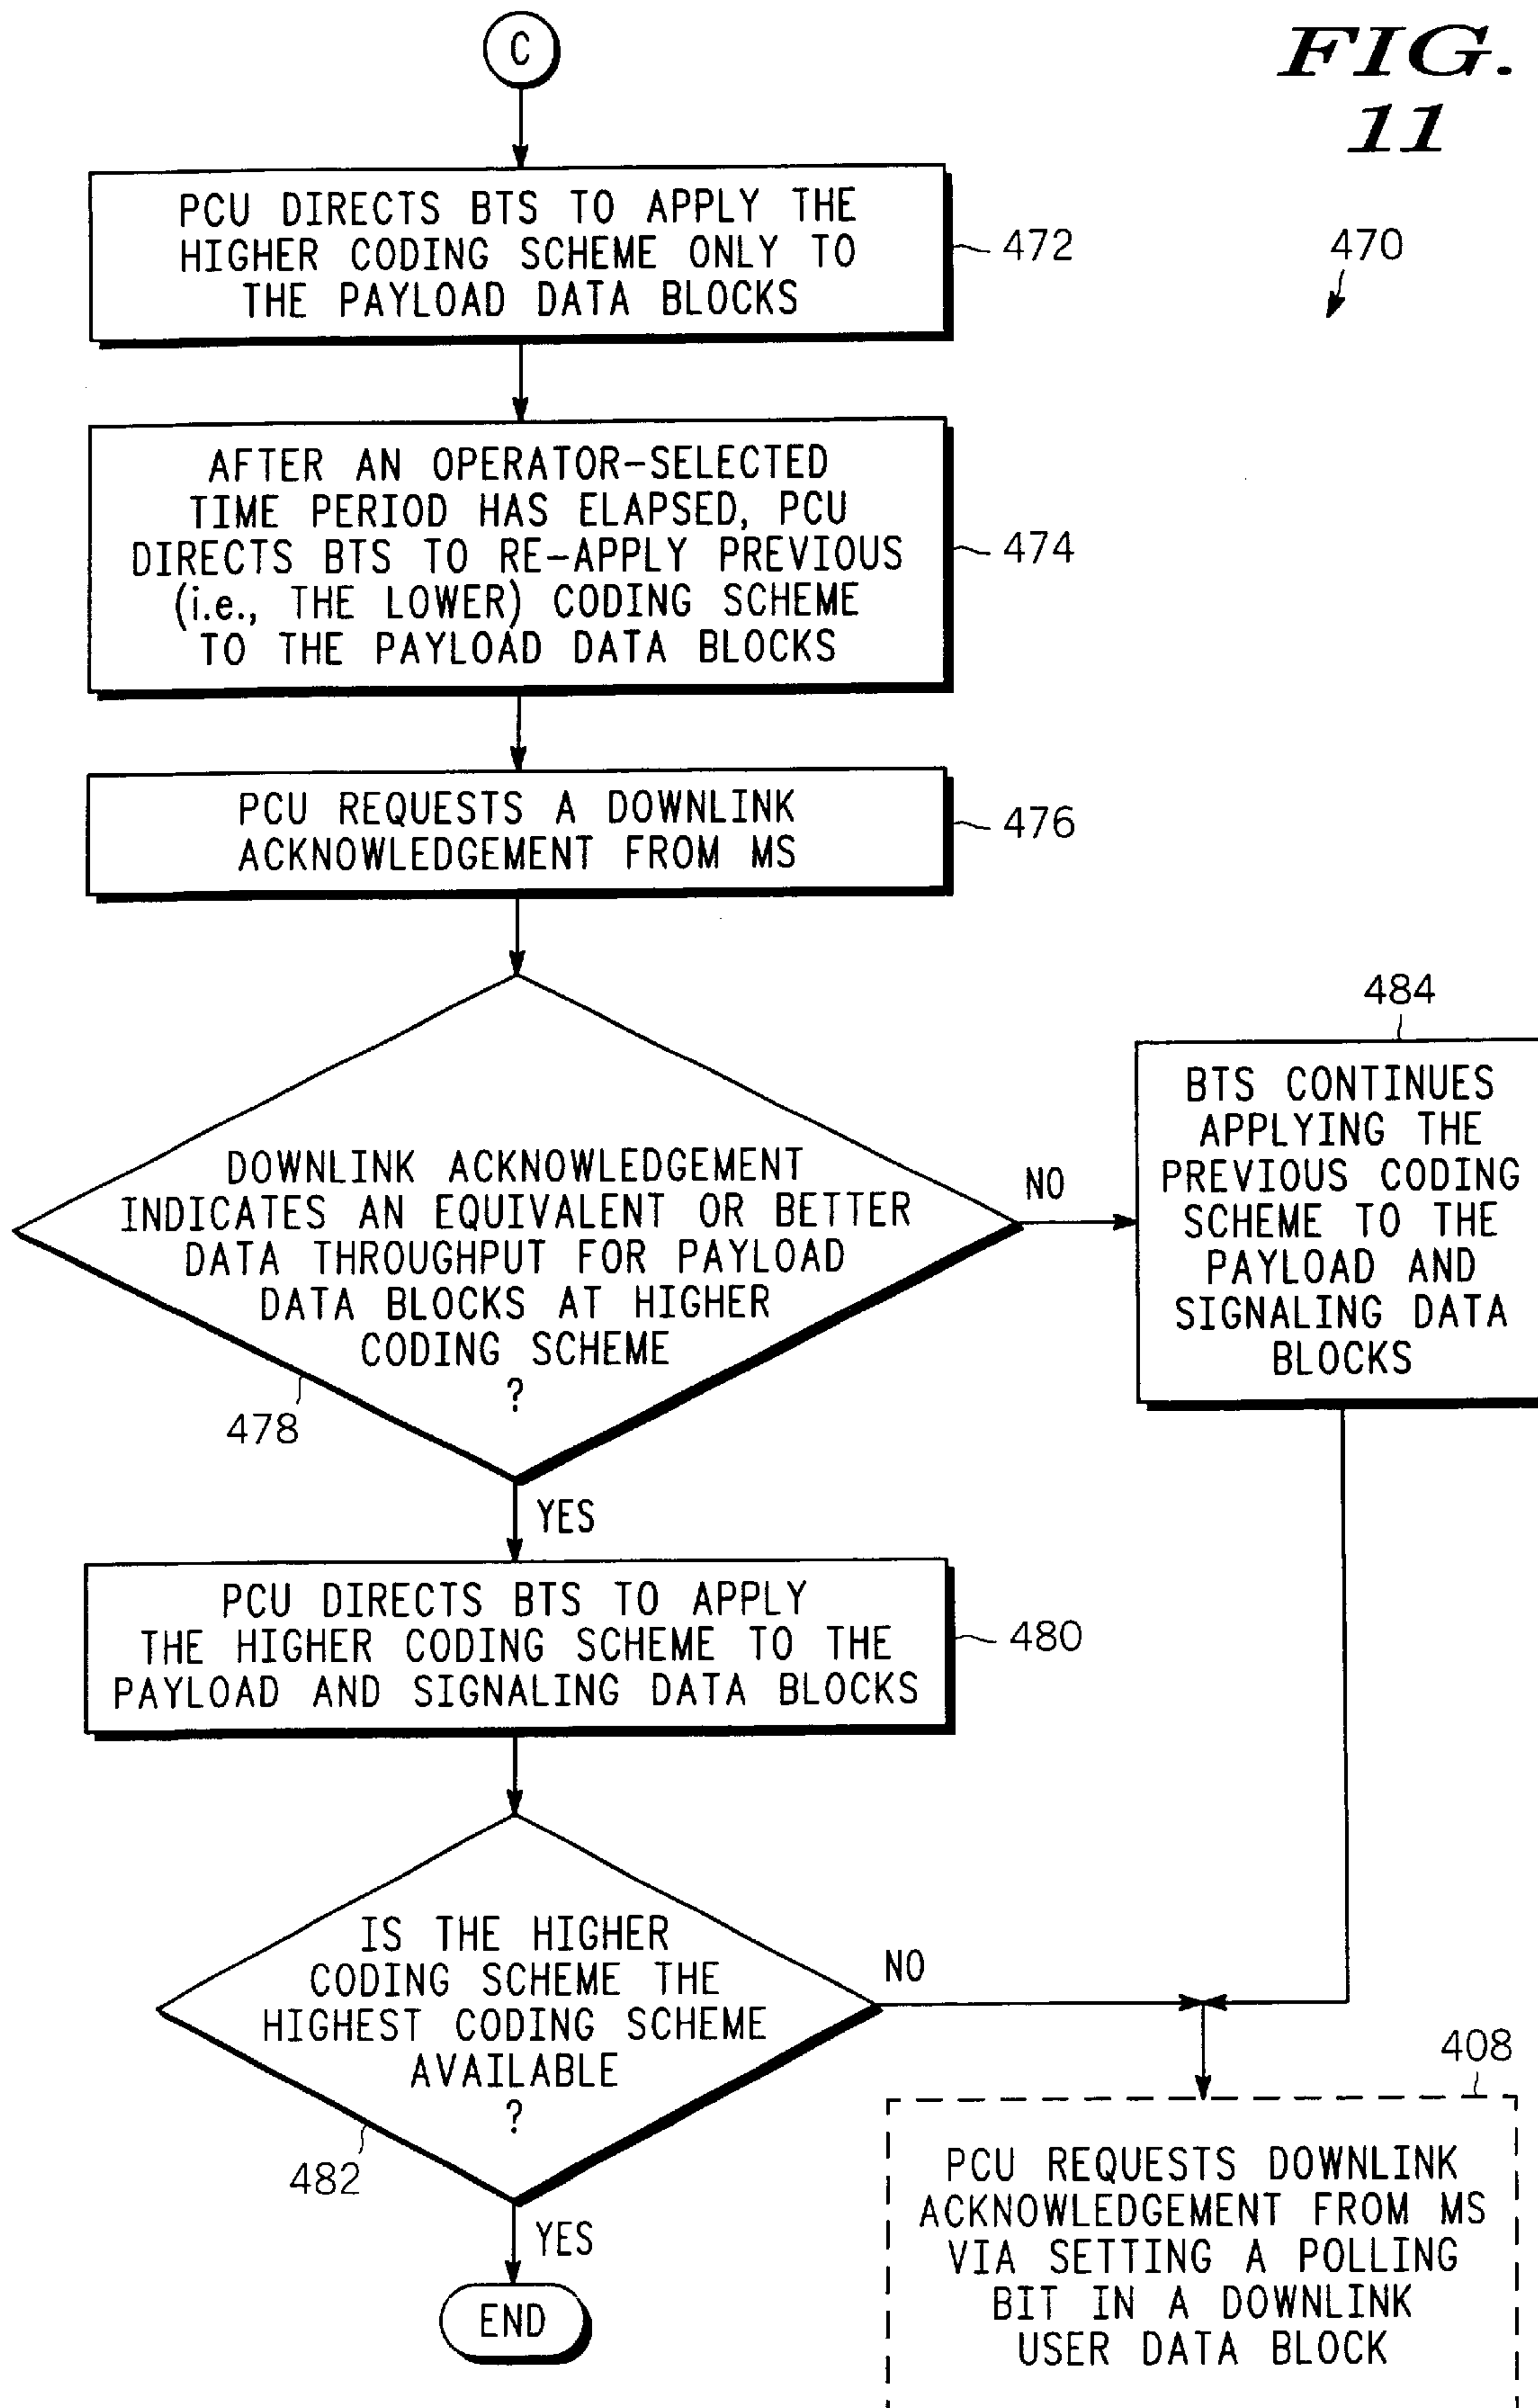 FIG.
11
C
PCU DIRECTS BTS TO APPLY THE
HIGHER CODING SCHEME ONLY TO
THE PAYLOAD DATA BLOCKS
472
470
AFTER AN OPERATOR-SELECTED
TIME PERIOD HAS ELAPSED, PCU
DIRECTS BTS TO RE-APPLY PREVIOUS
(i.e., THE LOWER) CODING SCHEME
TO THE PAYLOAD DATA BLOCKS
474
PCU REQUESTS A DOWNLINK
ACKNOWLEDGEMENT FROM MS
476
DOWNLINK ACKNOWLEDGEMENT
INDICATES AN EQUIVALENT OR BETTER
DATA THROUGHPUT FOR PAYLOAD
DATA BLOCKS AT HIGHER
CODING SCHEME
?
478
NO
484
BTS CONTINUES
APPLYING THE
PREVIOUS CODING
SCHEME TO THE
PAYLOAD AND
SIGNALING DATA
BLOCKS
YES
PCU DIRECTS BTS TO APPLY
THE HIGHER CODING SCHEME TO THE
PAYLOAD AND SIGNALING DATA BLOCKS
480
IS THE HIGHER
CODING SCHEME THE
HIGHEST CODING SCHEME
AVAILABLE
?
482
NO
YES
END
408
PCU REQUESTS DOWNLINK
ACKNOWLEDGEMENT FROM MS
VIA SETTING A POLLING
BIT IN A DOWNLINK
USER DATA BLOCK